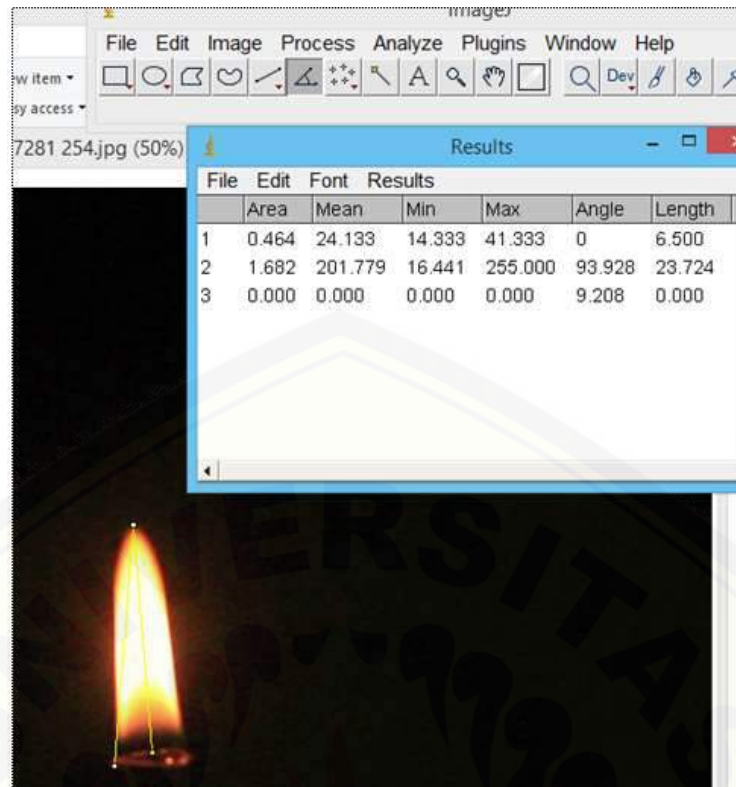 ImageJ
File Edit Image Process Analyze Plugins Window Help
w item
sy access
Dev
7281 254.jpg (50%)
Results
File Edit Font Results
Area Mean Min Max Angle Length
1 0.464 24.133 14.333 41.333 0 6.500
2 1.682 201.779 16.441 255.000 93.928 23.724
3 0.000 0.000 0.000 0.000 9.208 0.000
UNIVERSITAS